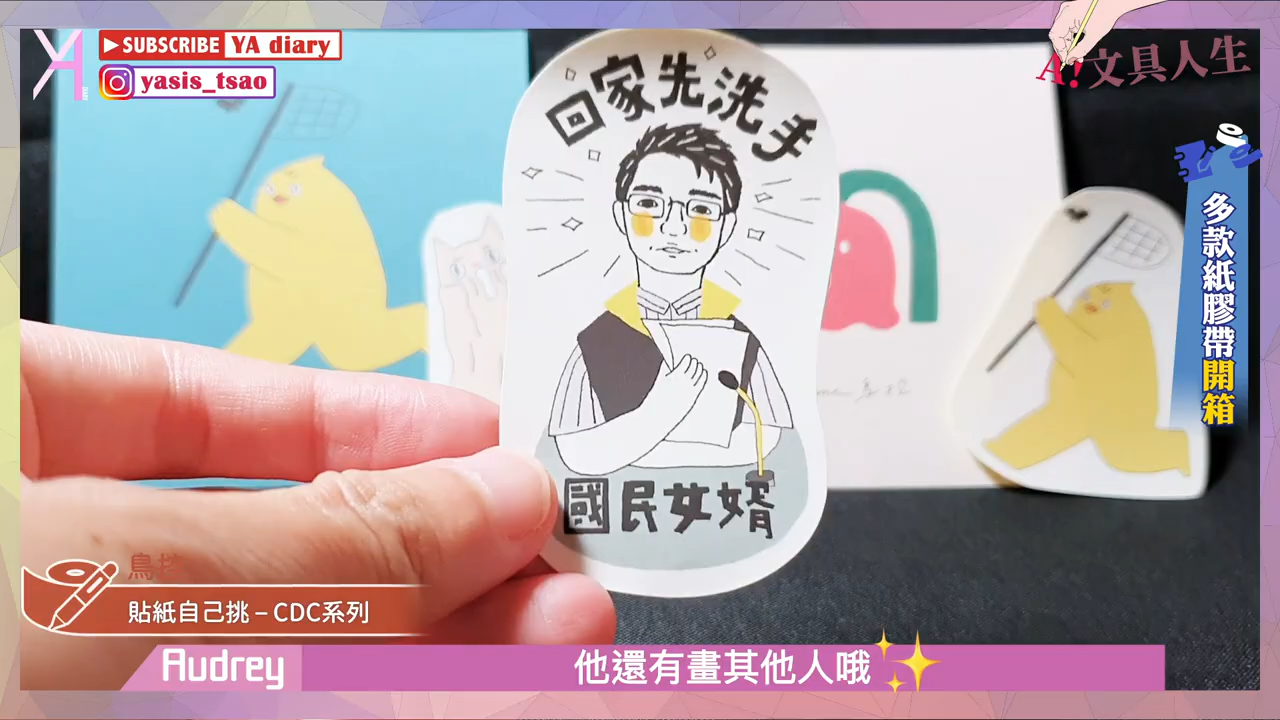 YA
SUBSCRIBE YA diary
yasis_tsao
A!文具人生
多款紙膠帶開箱
回家先洗手
國民女婿
貼紙自己挑 – CDC系列
Audrey
他還有畫其他人哦